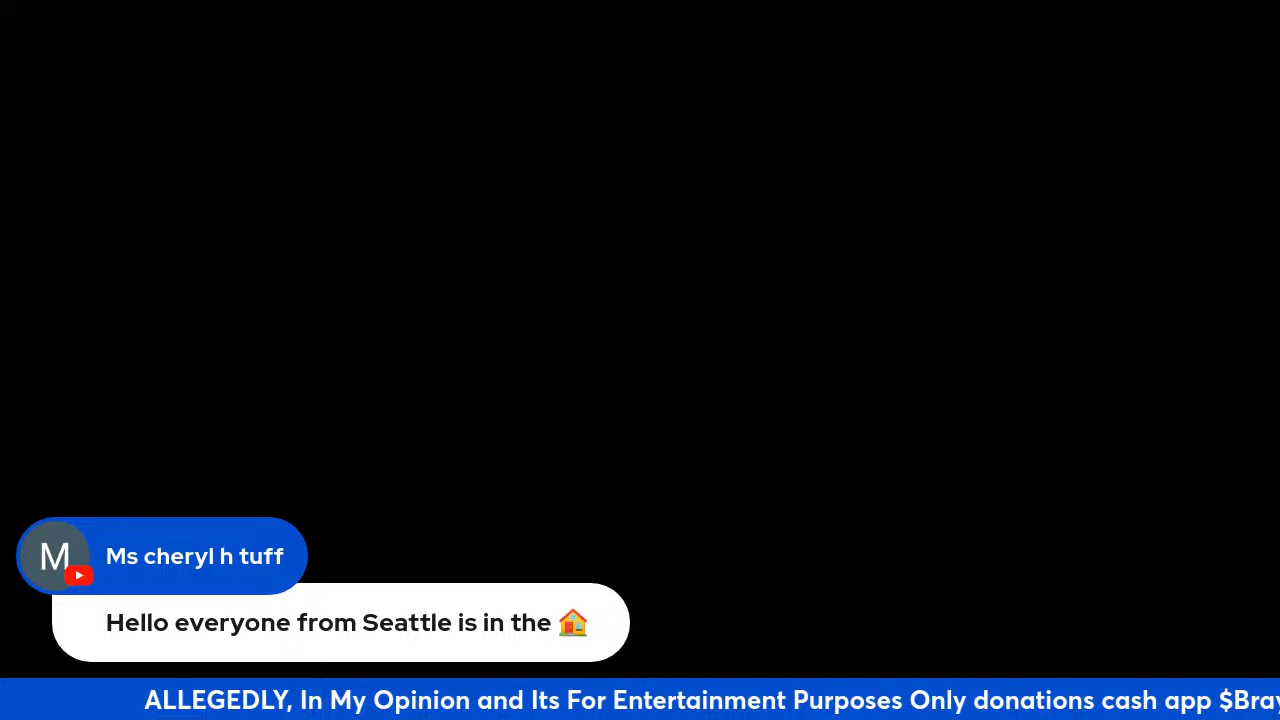 M
Ms cheryl h tuff
Hello everyone from Seattle is in the 🏠
ALLEGEDLY, In My Opinion and Its For Entertainment Purposes Only donations cash app